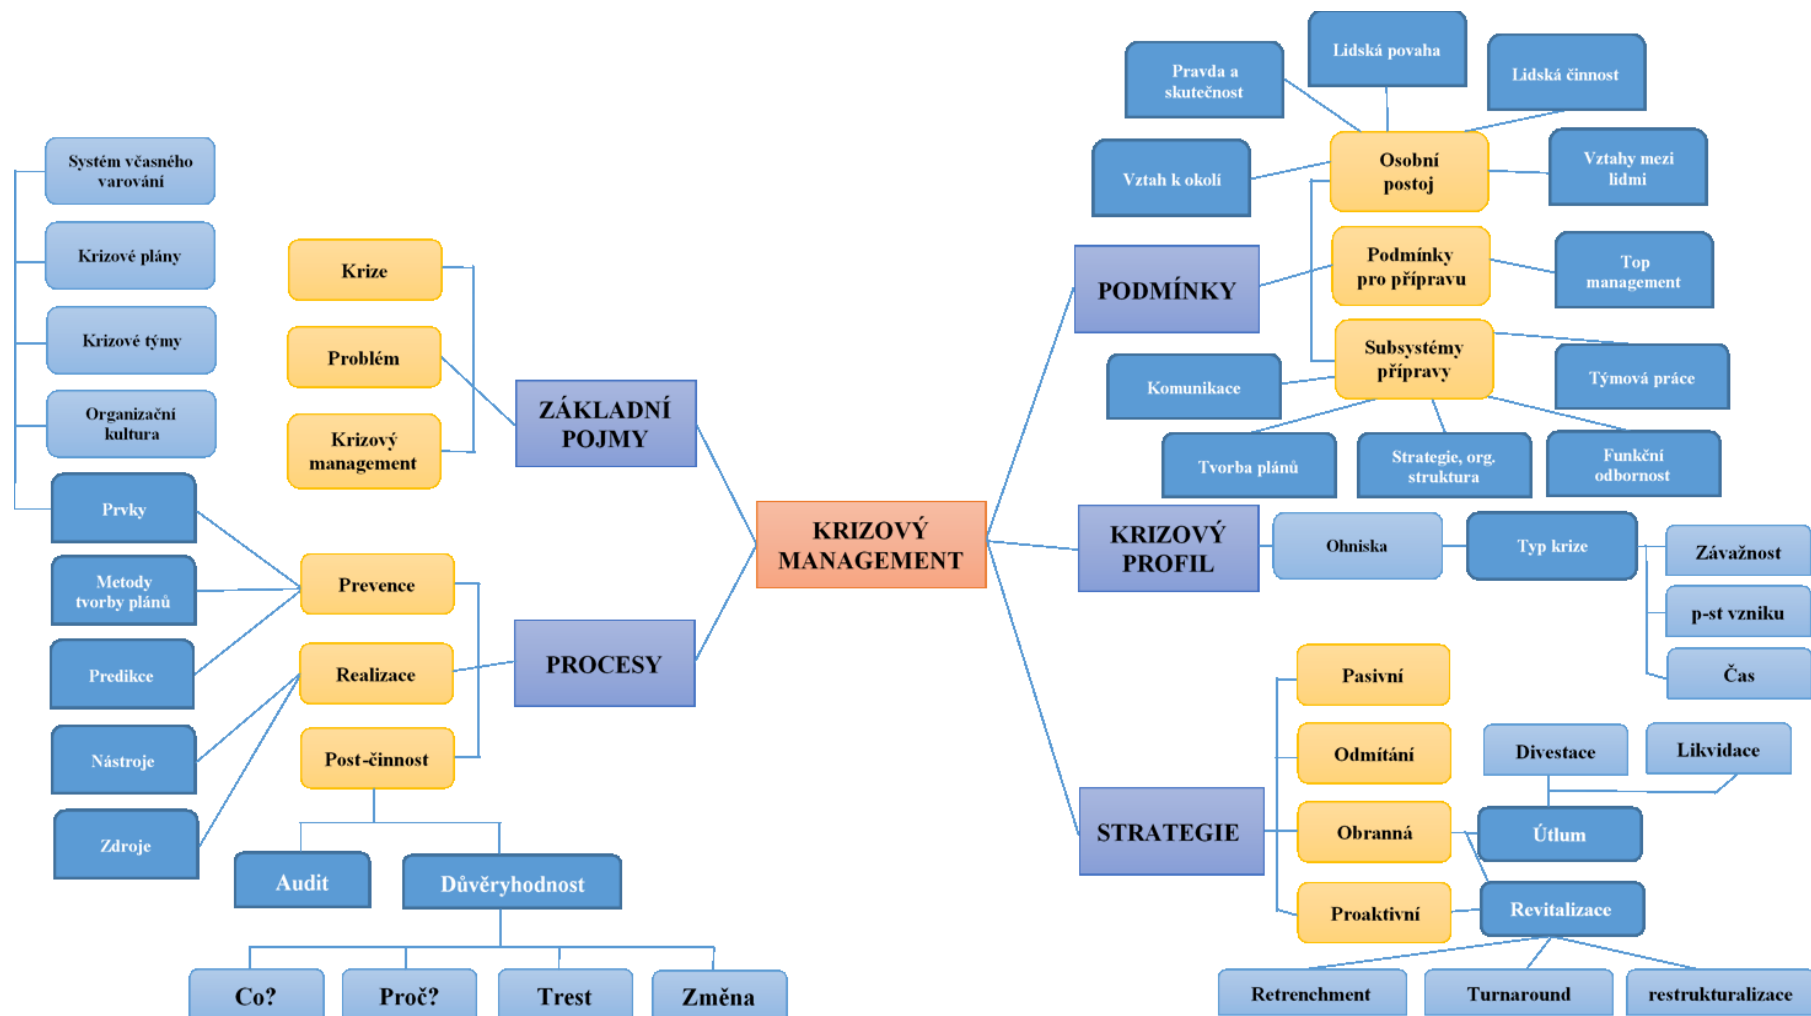 Lidská povaha
Pravda a
skutečnost
Lidská činnost
Vztah k okolí
Osobní
postoj
Vztahy mezi
lidmi
PODMÍNKY
Podmínky
pro přípravu
Top
management
Subsystémy
přípravy
Komunikace
Týmová práce
Tvorba plánů
Strategie, org.
struktura
Funkční
odbornost
Systém včasného
varování
Krizové plány
Krizové týmy
Organizační
kultura
Krize
Problém
Krizový
management
ZÁKLADNÍ
POJMY
KRIZOVÝ
MANAGEMENT
KRIZOVÝ
PROFIL
Ohniska
Typ krize
Závažnost
p-st vzniku
Čas
Prvky
Metody
tvorby plánů
Predikce
Nástroje
Zdroje
Prevence
Realizace
Post-činnost
PROCESY
Audit
Důvěryhodnost
Co?
Proč?
Trest
Změna
STRATEGIE
Pasivní
Odmítání
Obranná
Proaktivní
Divestace
Likvidace
Útlum
Revitalizace
Retrenchment
Turnaround
restrukturalizace